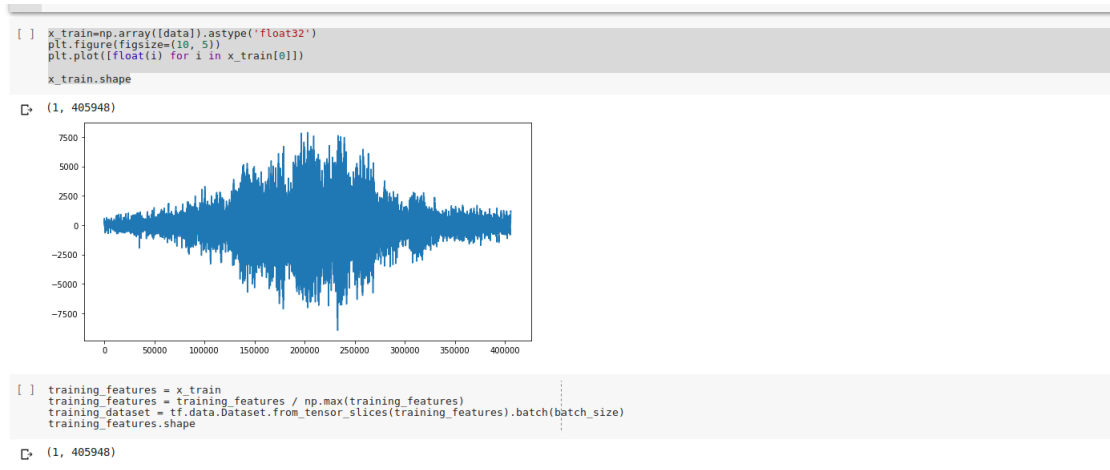 [ ] x_train=np.array([data]).astype('float32')
plt.figure(figsize=(10, 5))
plt.plot([float(i) for i in x_train[0]])
x_train.shape
(1, 405948)
7500
5000
2500
0
−2500
−5000
−7500
0 50000 100000 150000 200000 250000 300000 350000 400000
[ ] training_features = x_train
training_features = training_features / np.max(training_features)
training_dataset = tf.data.Dataset.from_tensor_slices(training_features).batch(batch_size)
training_features.shape
(1, 405948)